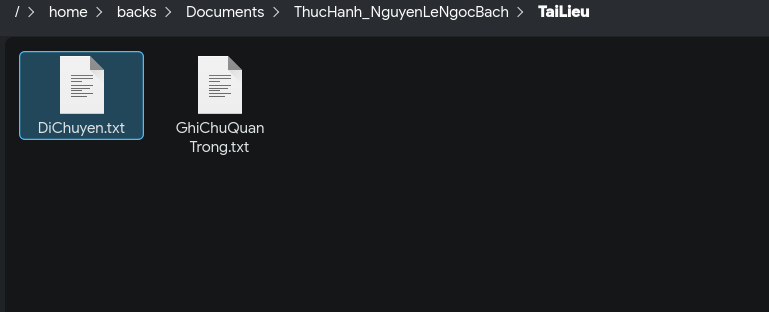 / > home > backs > Documents > ThucHanh_NguyenLeNgocBach > TaiLieu
DiChuyen.txt
GhiChuQuan
Trong.txt